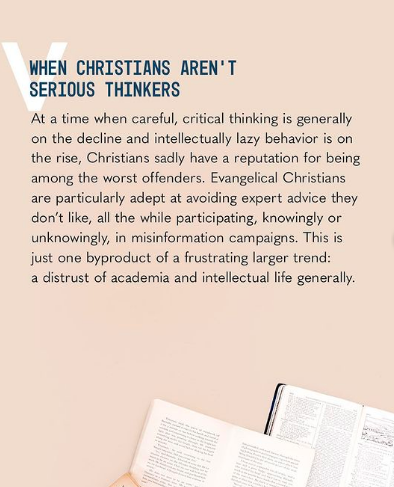 V
WHEN CHRISTIANS AREN'T
SERIOUS THINKERS
At a time when careful, critical thinking is generally
on the decline and intellectually lazy behavior is on
the rise, Christians sadly have a reputation for being
among the worst offenders. Evangelical Christians
are particularly adept at avoiding expert advice they
don’t like, all the while participating, knowingly or
unknowingly, in misinformation campaigns. This is
just one byproduct of a frustrating larger trend:
a distrust of academia and intellectual life generally.